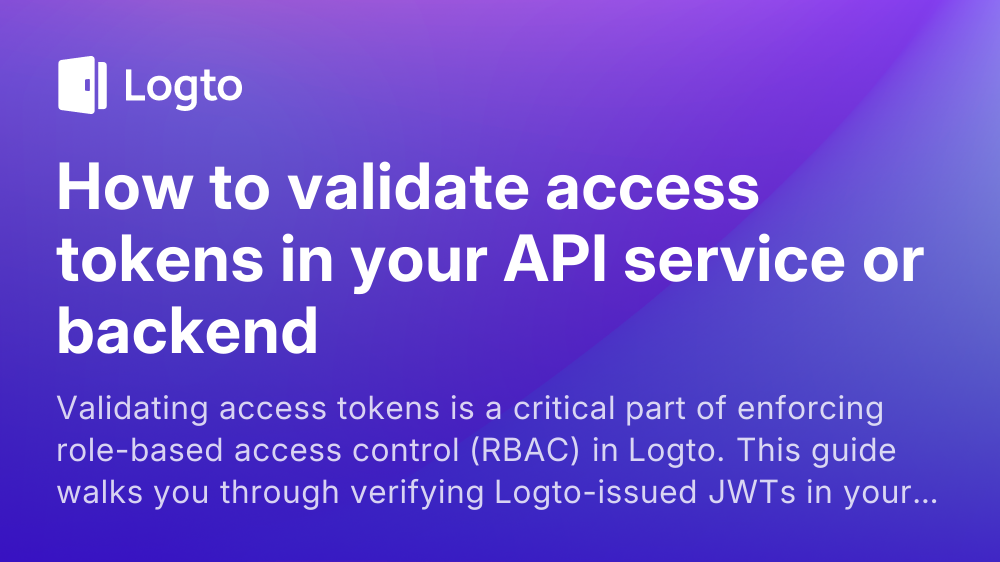 Logto
How to validate access
tokens in your API service or
backend
Validating access tokens is a critical part of enforcing
role-based access control (RBAC) in Logto. This guide
walks you through verifying Logto-issued JWTs in your...